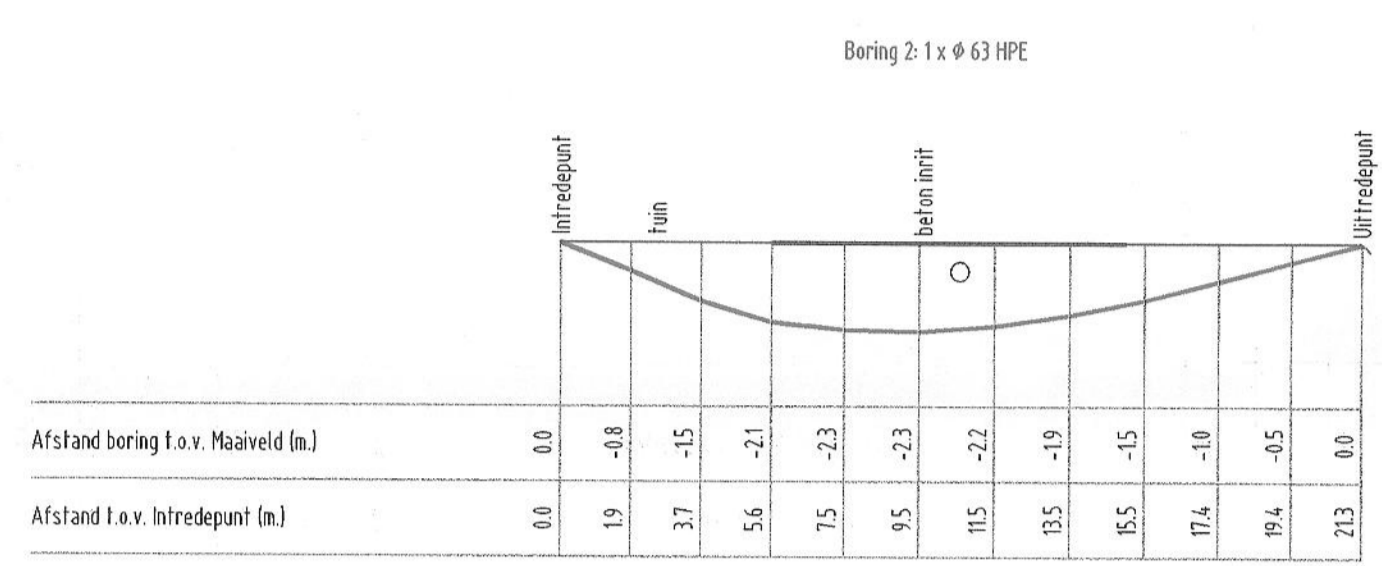 Boring 2: 1 x Φ 63 HPE
Intredepunt
tuin
beton inrit
Uittredepunt
Afstand boring t.o.v. Maaiveld (m.) 0.0 -0.8 -1.5 -2.1 -2.3 -2.3 -2.2 -1.9 -1.5 -1.0 -0.5 0.0
Afstand t.o.v. Intredepunt (m.) 0.0 1.9 3.7 5.6 7.5 9.5 11.5 13.5 15.5 17.4 19.4 21.3